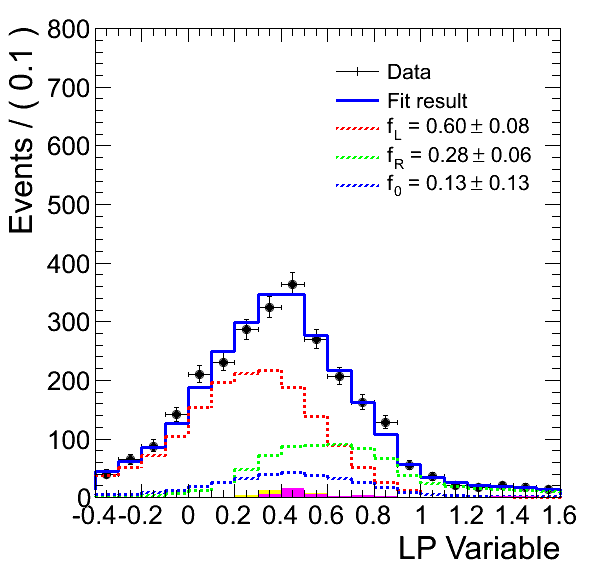 Events / ( 0.1 )
800
700
600
500
400
300
200
100
0
Data
Fit result
f_L = 0.60 ± 0.08
f_R = 0.28 ± 0.06
f_0 = 0.13 ± 0.13
-0.4 -0.2 0 0.2 0.4 0.6 0.8 1 1.2 1.4 1.6
LP Variable